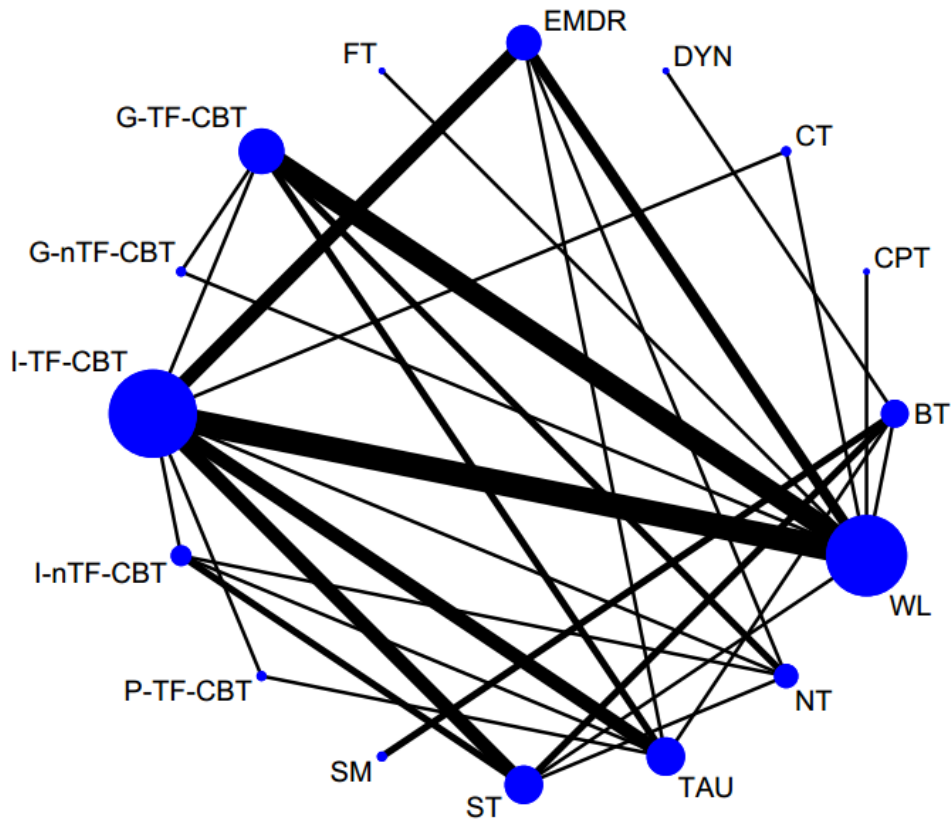 EMDR
FT
DYN
G-TF-CBT
CT
G-nTF-CBT
CPT
I-TF-CBT
BT
I-nTF-CBT
WL
P-TF-CBT
NT
SM
TAU
ST